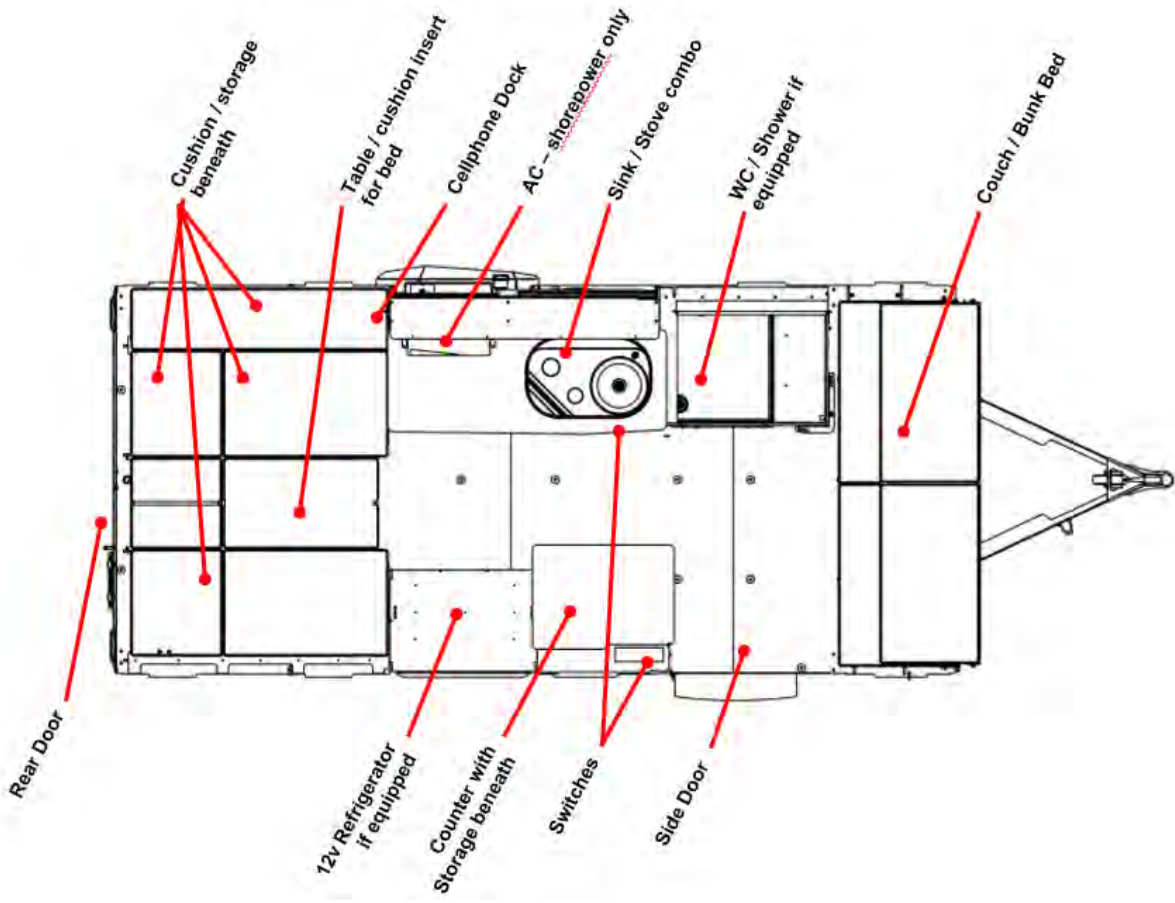 Cushion / storage
beneath
Table / cushion insert
for bed
Cellphone Dock
AC – shorepower only
Sink / Stove combo
WC / Shower if
equipped
Couch / Bunk Bed
Rear Door
12v Refrigerator
if equipped
Counter with
Storage beneath
Switches
Side Door